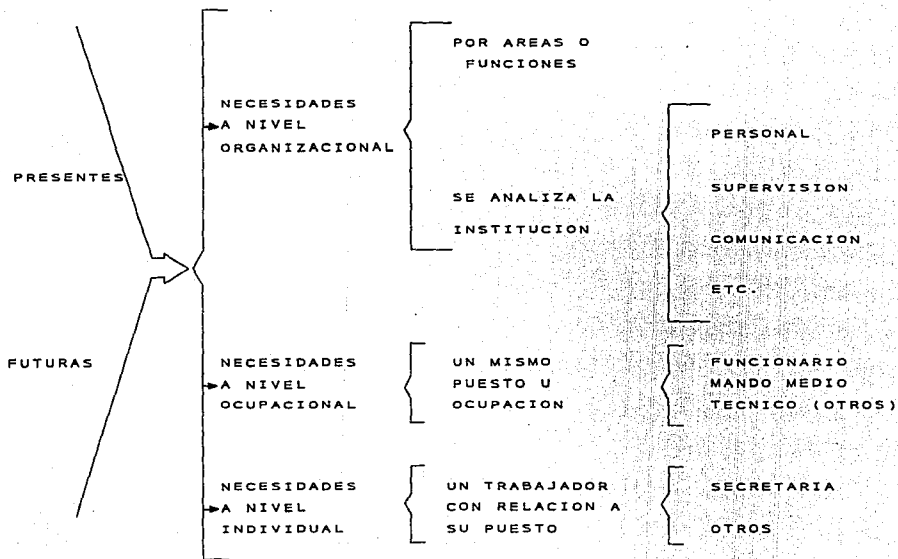 PRESENTES
FUTURAS
NECESIDADES
A NIVEL
ORGANIZACIONAL
POR AREAS O
FUNCIONES
SE ANALIZA LA
INSTITUCION
PERSONAL
SUPERVISION
COMUNICACION
ETC.
NECESIDADES
A NIVEL
OCUPACIONAL
UN MISMO
PUESTO U
OCUPACION
FUNCIONARIO
MANDO MEDIO
TECNICO (OTROS)
NECESIDADES
A NIVEL
INDIVIDUAL
UN TRABAJADOR
CON RELACION A
SU PUESTO
SECRETARIA
OTROS